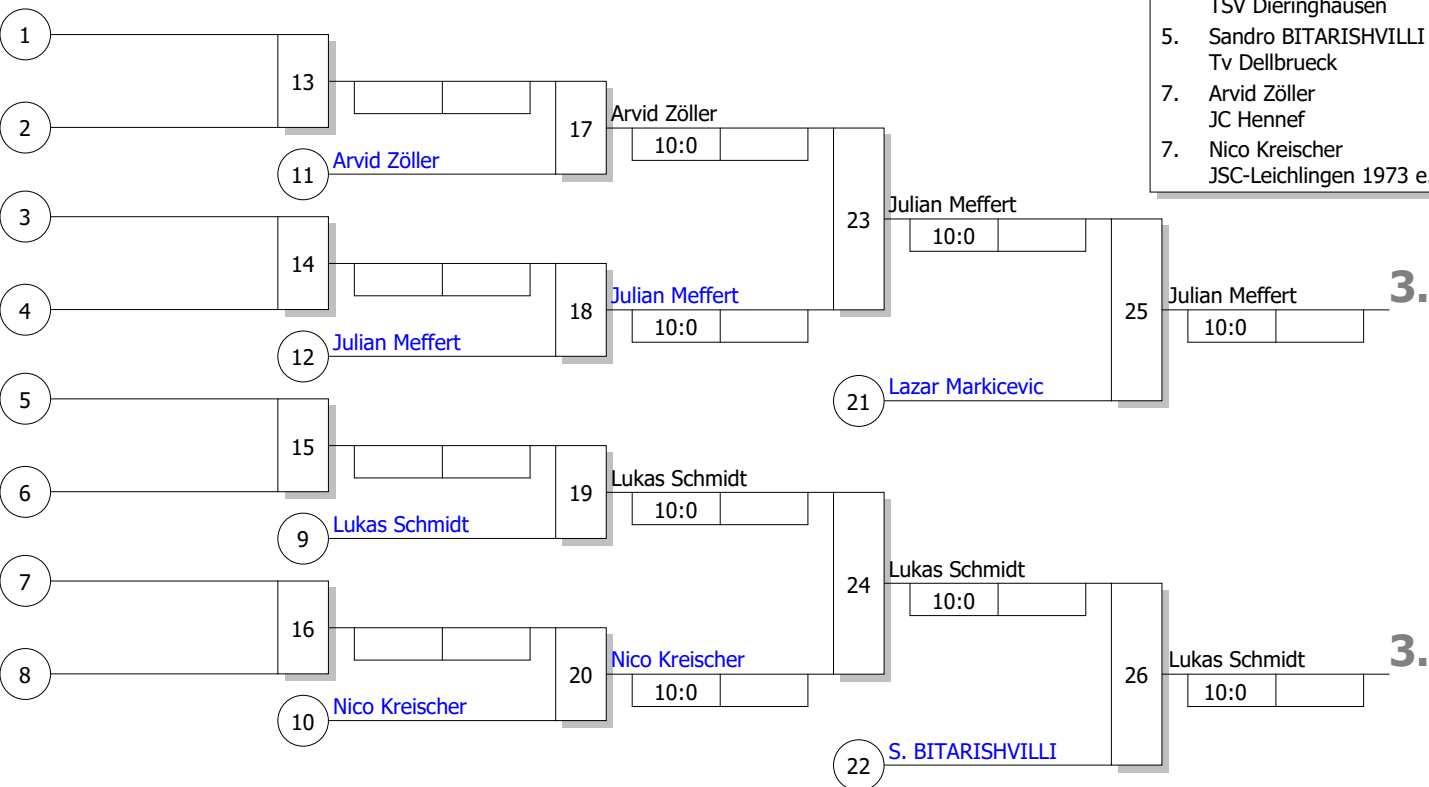 TSV Dieringhausen
5. Sandro BITARISHVILLI
Tv Dellbrueck
7. Arvid Zöller
JC Hennef
7. Nico Kreischer
JSC-Leichlingen 1973 e.
1
13
2
17
Arvid Zöller
10:0
11
Arvid Zöller
3
23
Julian Meffert
10:0
14
4
18
Julian Meffert
10:0
12
Julian Meffert
25
Julian Meffert
3.
10:0
5
21
Lazar Markicevic
15
6
19
Lukas Schmidt
10:0
9
Lukas Schmidt
7
24
Lukas Schmidt
10:0
16
8
20
Nico Kreischer
10:0
10
Nico Kreischer
26
Lukas Schmidt
3.
10:0
22
S. BITARISHVILLI